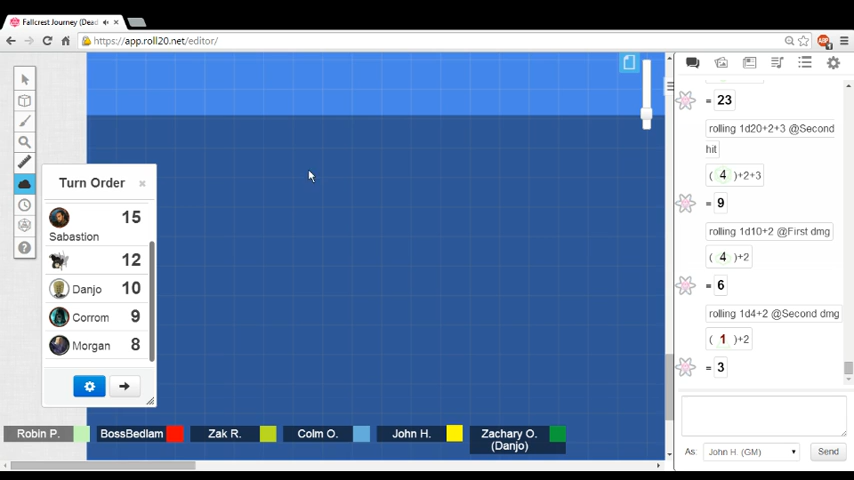 Fallcrest Journey (Dead
https://app.roll20.net/editor/
ABP
= 23
rolling 1d20+2+3 @Second
hit
( 4 )+2+3
= 9
rolling 1d10+2 @First dmg
( 4 )+2
= 6
rolling 1d4+2 @Second dmg
( 1 )+2
= 3
Turn Order
15
Sabastion
12
Danjo 10
Corrom 9
Morgan 8
Robin P.
BossBedlam
Zak R.
Colm O.
John H.
Zachary O.
(Danjo)
As: John H. (GM)
Send